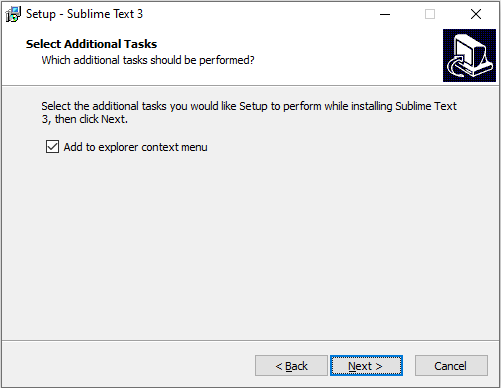 Setup - Sublime Text 3
Select Additional Tasks
Which additional tasks should be performed?
Select the additional tasks you would like Setup to perform while installing Sublime Text
3, then click Next.
Add to explorer context menu
< Back
Next >
Cancel